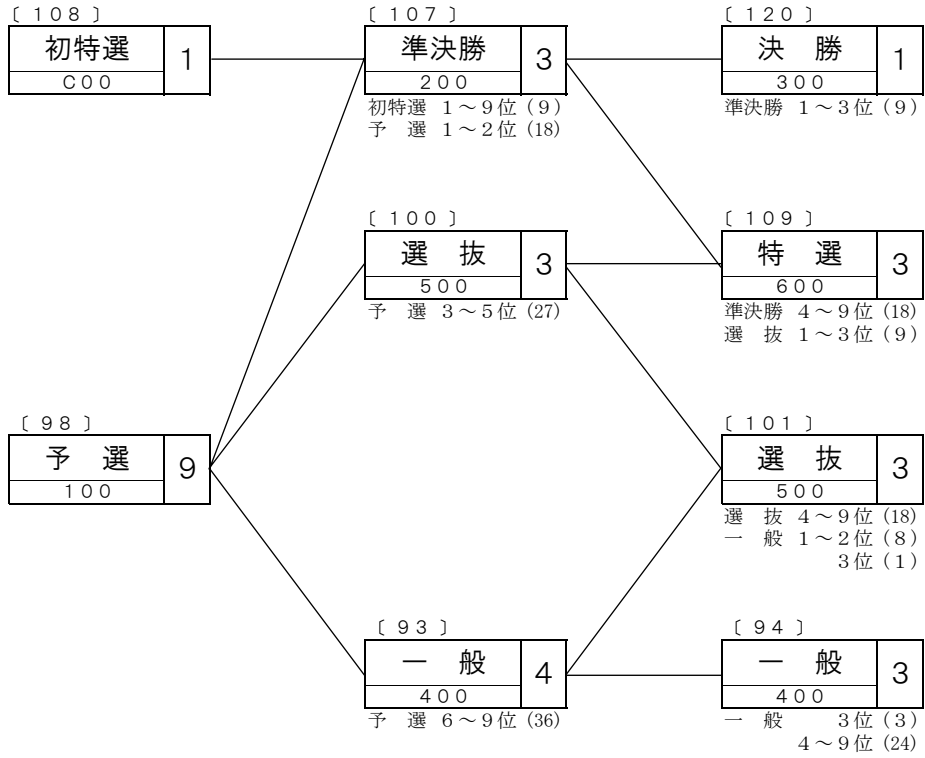 〔 108 〕
初特選 1
C00
〔 107 〕
準決勝 3
200
初特選 1～9位 (9)
予　選 1～2位 (18)
〔 120 〕
決　勝 1
300
準決勝 1～3位 (9)
〔 100 〕
選　抜 3
500
予　選 3～5位 (27)
〔 109 〕
特　選 3
600
準決勝 4～9位 (18)
選　抜 1～3位 (9)
〔 98 〕
予　選 9
100
〔 101 〕
選　抜 3
500
選　抜 4～9位 (18)
一　般 1～2位 (8)
3位 (1)
〔 93 〕
一　般 4
400
予　選 6～9位 (36)
〔 94 〕
一　般 3
400
一　般 3位 (3)
4～9位 (24)